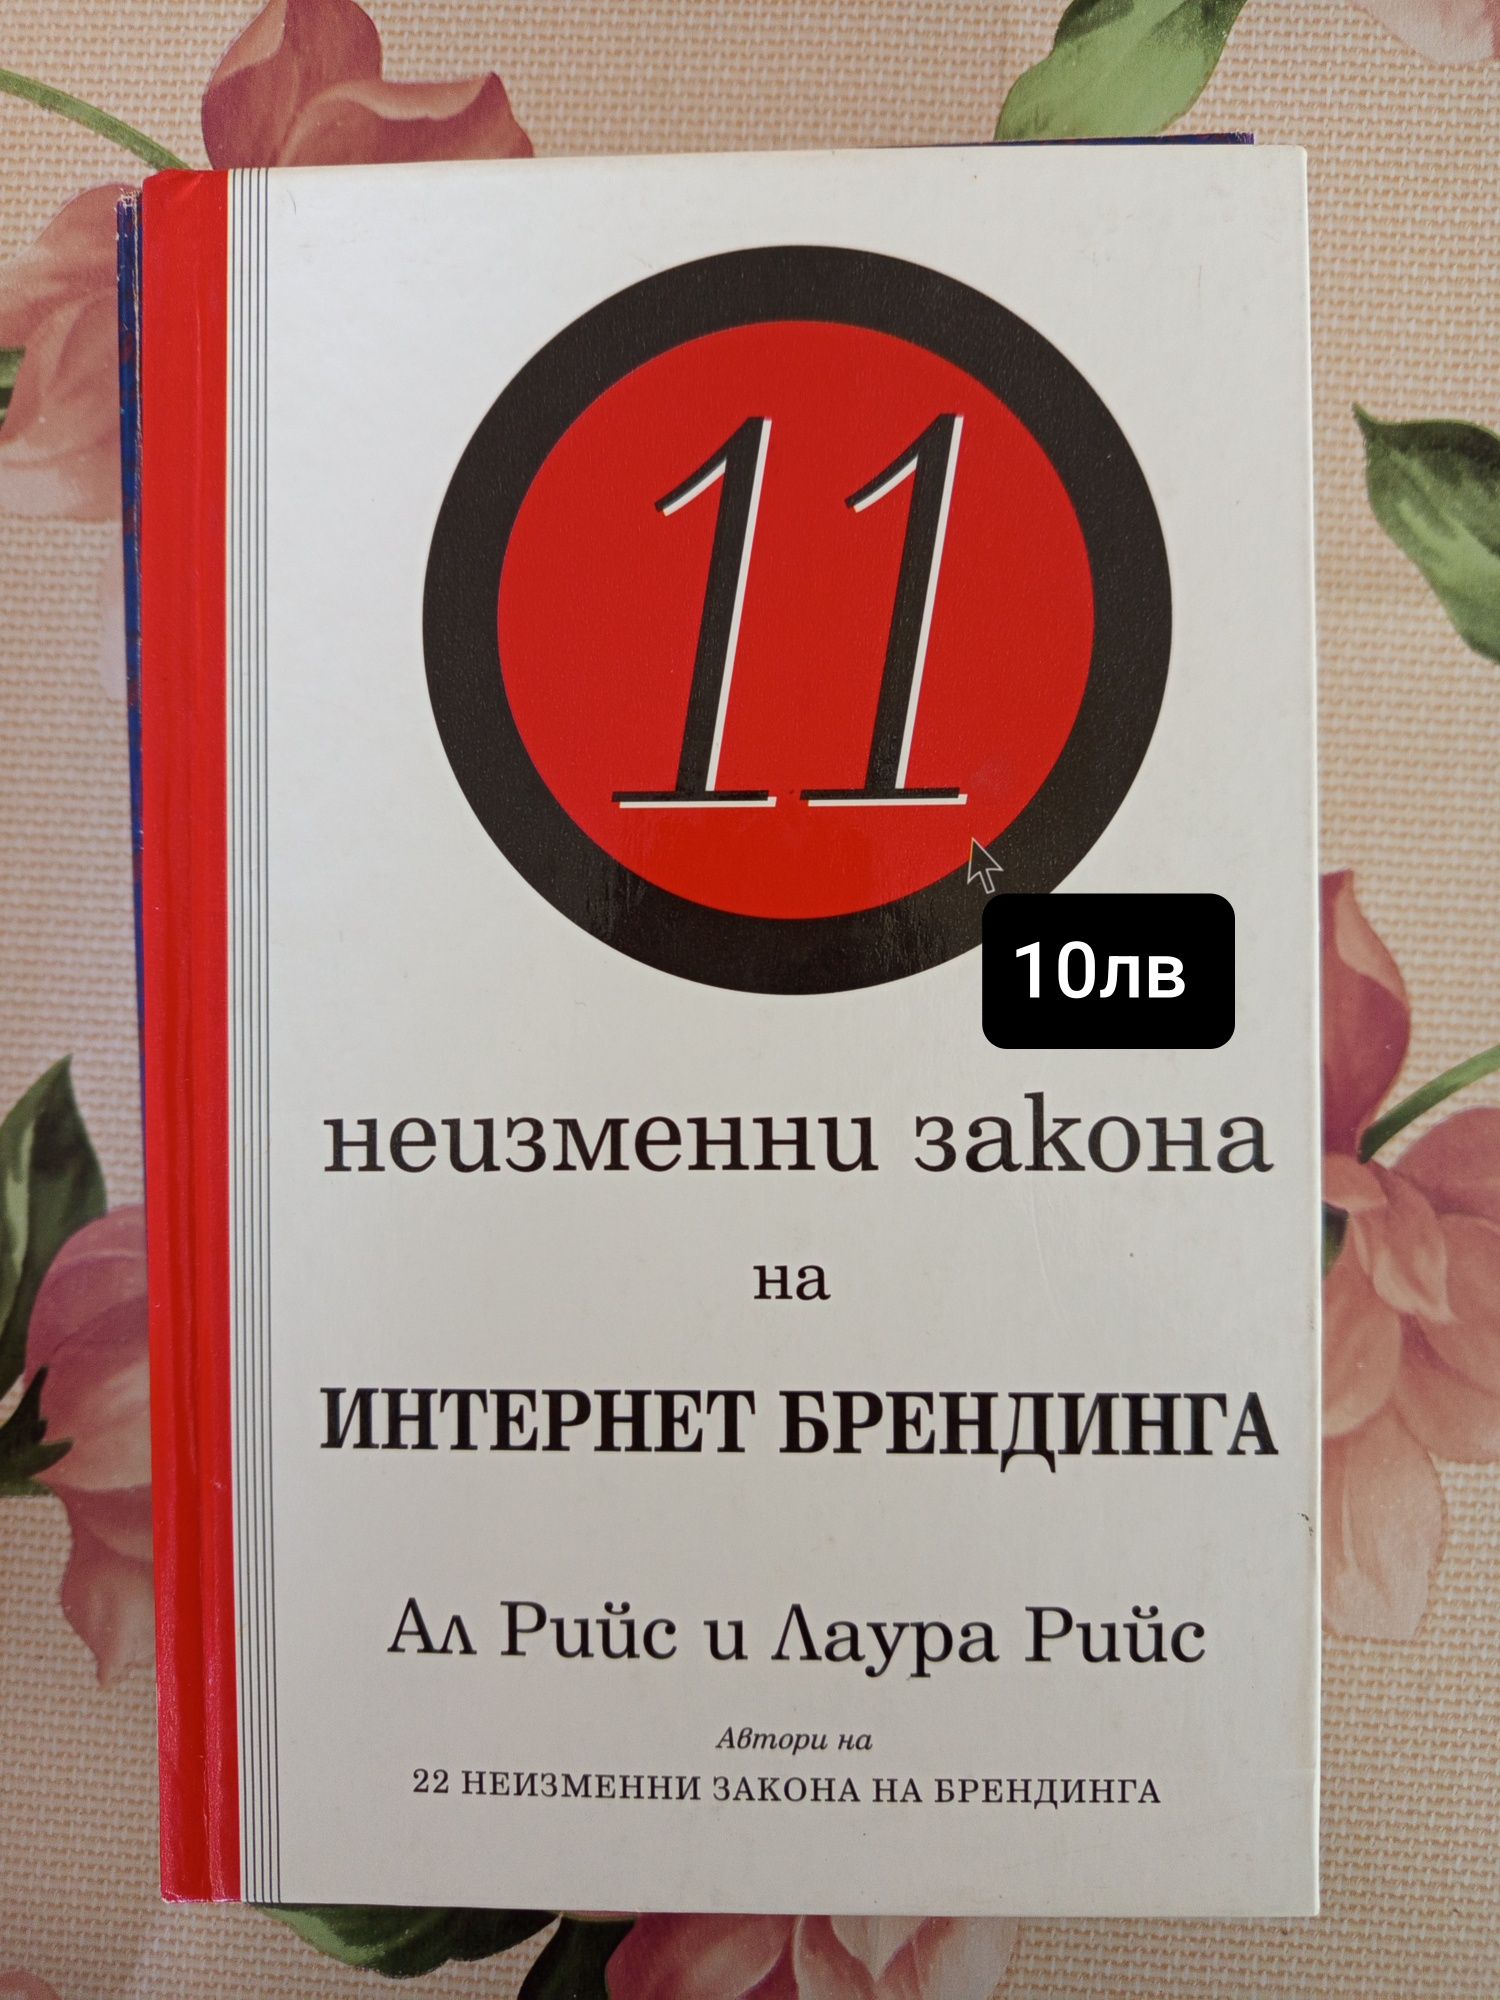 11
10лв
неизменни закона
на
ИНТЕРНЕТ БРЕНДИНГА
Ал Рийс и Лаура Рийс
Автори на
22 НЕИЗМЕННИ ЗАКОНА НА БРЕНДИНГА